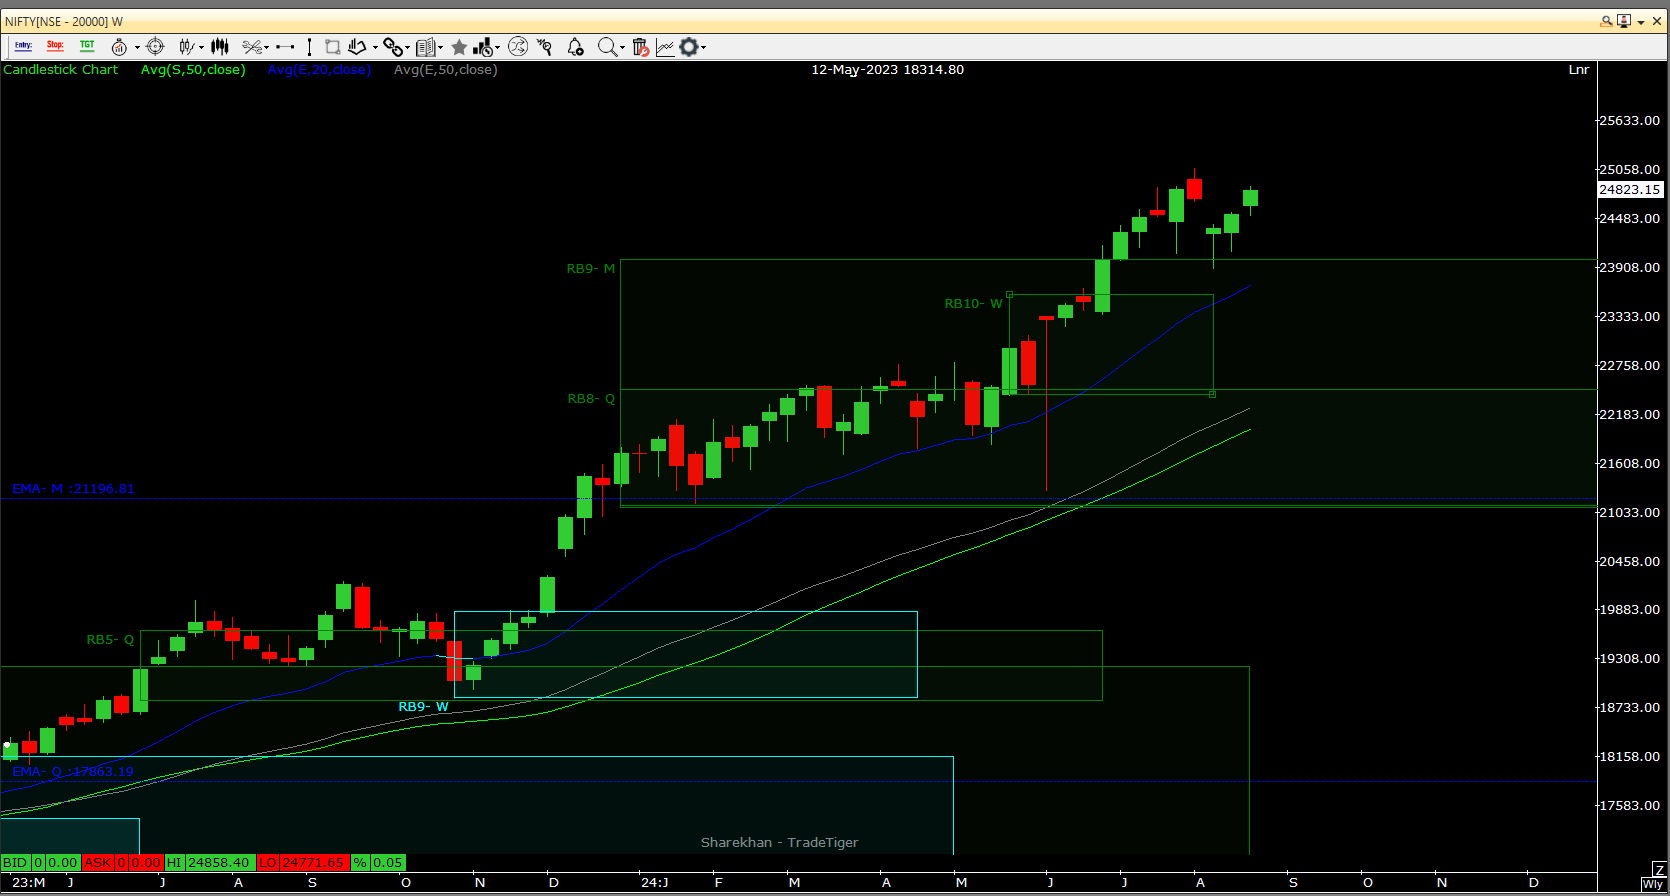 NIFTY[NSE - 20000] W
Entry: Stop: TGT
Candlestick Chart Avg(S,50,close) Avg(E,20,close) Avg(E,50,close) 12-May-2023 18314.80 Lnr
25633.00
25058.00
24823.15
24483.00
RB9- M 23908.00
RB10- W
23333.00
22758.00
RB8- Q
22183.00
21608.00
EMA- M :21196.81
21033.00
20458.00
19883.00
RB5- Q
19308.00
RB9- W 18733.00
18158.00
EMA- Q :17863.19
17583.00
Sharekhan - TradeTiger
BID 0 0.00 ASK 0 0.00 HI 24858.40 LO 24771.65 % 0.05
Z
23:M J J A S O N D 24:J F M A M J J A S O N D Wly